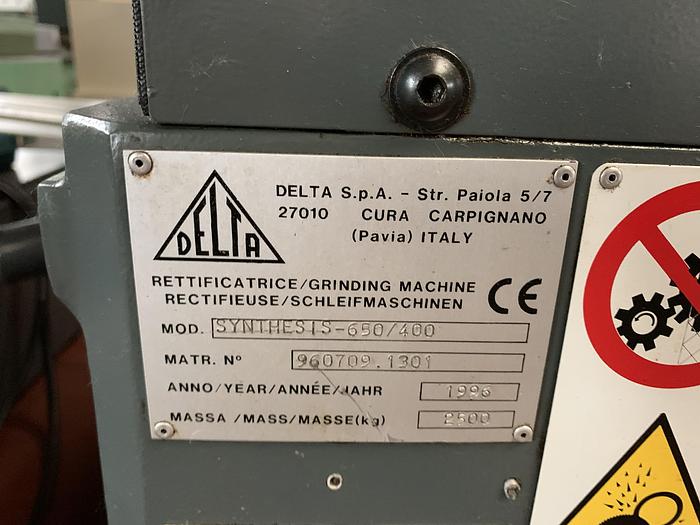 DELTA
DELTA S.p.A. - Str. Paiola 5/7
27010 CURA CARPIGNANO
(Pavia) ITALY
RETTIFICATRICE/GRINDING MACHINE
RECTIFIEUSE/SCHLEIFMASCHINEN
CE
MOD. SYNTHESIS-650/400
MATR. Nº 960709.1301
ANNO/YEAR/ANNÉE/JAHR 1996
MASSA /MASS/MASSE(kg) 2500